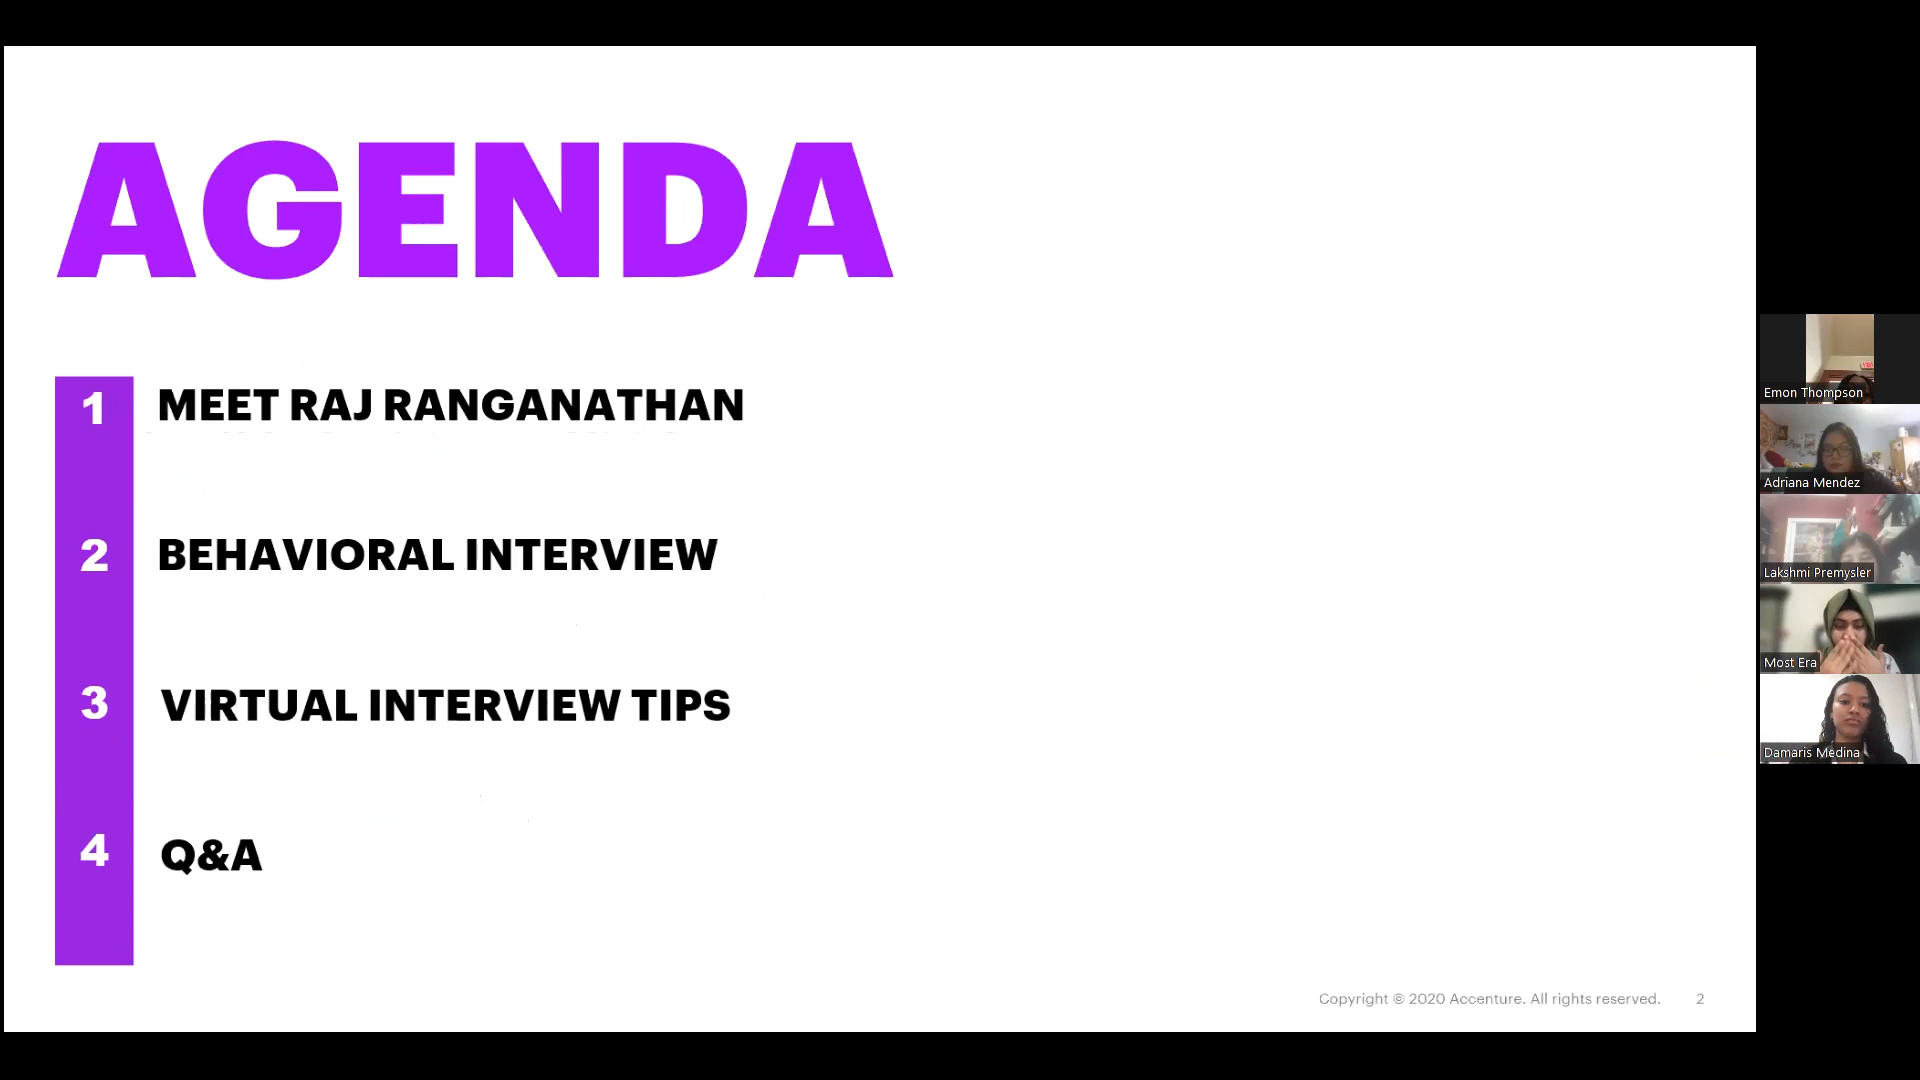 AGENDA
1 MEET RAJ RANGANATHAN
2 BEHAVIORAL INTERVIEW
3 VIRTUAL INTERVIEW TIPS
4 Q&A
Copyright © 2020 Accenture. All rights reserved. 2
Emon Thompson
Adriana Mendez
Lakshmi Premysler
Most Era
Damaris Medina